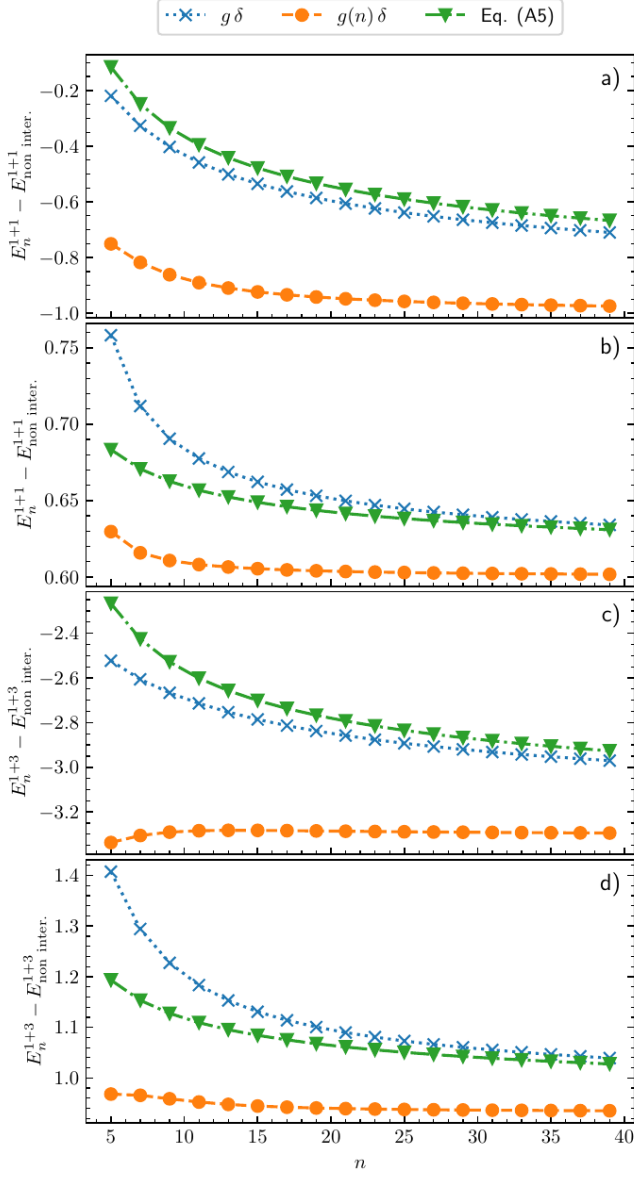 g δ g(n) δ Eq. (A5)
a)
−0.2
−0.4
−0.6
−0.8
−1.0
E_n^{1+1} − E_{non inter.}^{1+1}
b)
0.75
0.70
0.65
0.60
E_n^{1+1} − E_{non inter.}^{1+1}
c)
−2.4
−2.6
−2.8
−3.0
−3.2
E_n^{1+3} − E_{non inter.}^{1+3}
d)
1.4
1.3
1.2
1.1
1.0
E_n^{1+3} − E_{non inter.}^{1+3}
5 10 15 20 25 30 35 40
n